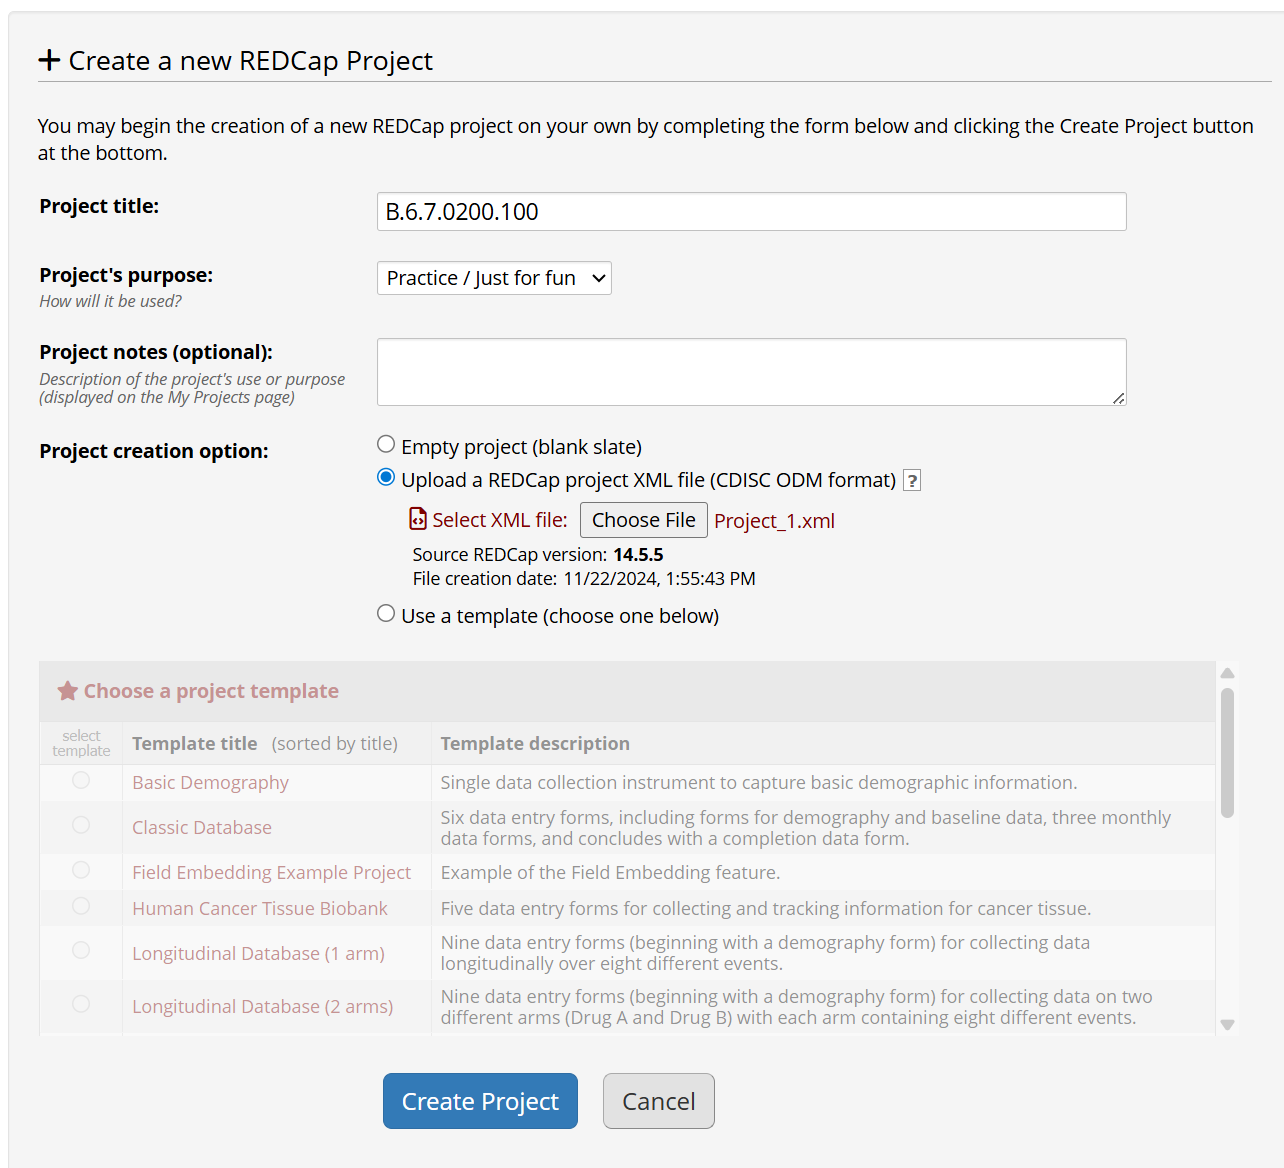 Create a new REDCap Project
You may begin the creation of a new REDCap project on your own by completing the form below and clicking the Create Project button
at the bottom.
Project title:
B.6.7.0200.100
Project's purpose:
How will it be used?
Practice / Just for fun
Project notes (optional):
Description of the project's use or purpose
(displayed on the My Projects page)
Project creation option:
Empty project (blank slate)
Upload a REDCap project XML file (CDISC ODM format) ?
Select XML file: Choose File Project_1.xml
Source REDCap version: 14.5.5
File creation date: 11/22/2024, 1:55:43 PM
Use a template (choose one below)
Choose a project template
select
template
Template title (sorted by title)
Template description
Basic Demography
Single data collection instrument to capture basic demographic information.
Classic Database
Six data entry forms, including forms for demography and baseline data, three monthly
data forms, and concludes with a completion data form.
Field Embedding Example Project
Example of the Field Embedding feature.
Human Cancer Tissue Biobank
Five data entry forms for collecting and tracking information for cancer tissue.
Longitudinal Database (1 arm)
Nine data entry forms (beginning with a demography form) for collecting data
longitudinally over eight different events.
Longitudinal Database (2 arms)
Nine data entry forms (beginning with a demography form) for collecting data on two
different arms (Drug A and Drug B) with each arm containing eight different events.
Create Project
Cancel